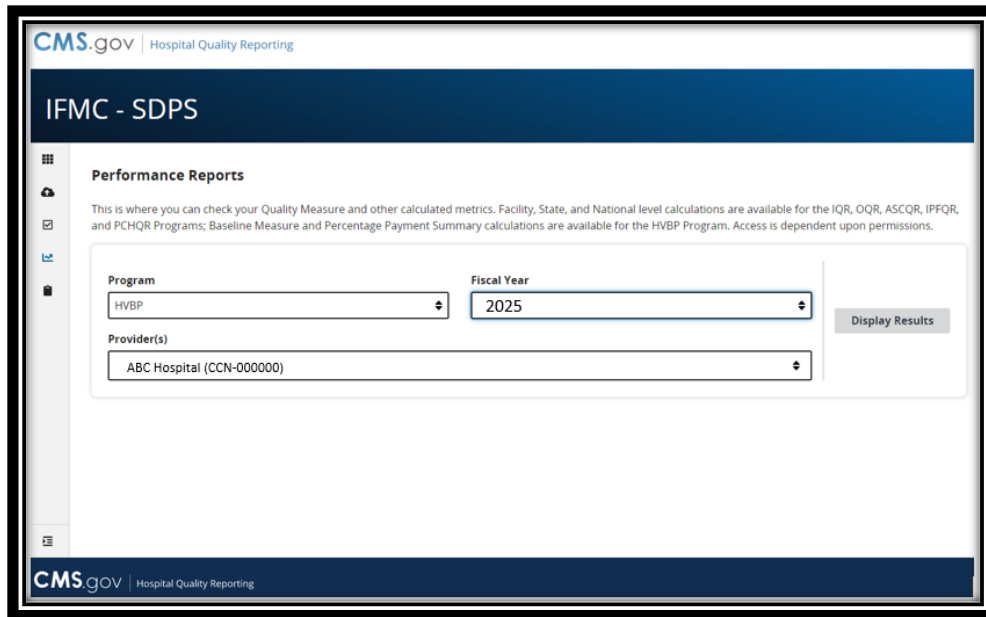 CMS.gov | Hospital Quality Reporting
IFMC - SDPS
Performance Reports
This is where you can check your Quality Measure and other calculated metrics. Facility, State, and National level calculations are available for the IQR, OQR, ASCQR, IPFQR,
and PCHQR Programs; Baseline Measure and Percentage Payment Summary calculations are available for the HVBP Program. Access is dependent upon permissions.
Program
HVBP
Fiscal Year
2025
Provider(s)
ABC Hospital (CCN-000000)
Display Results
CMS.gov | Hospital Quality Reporting